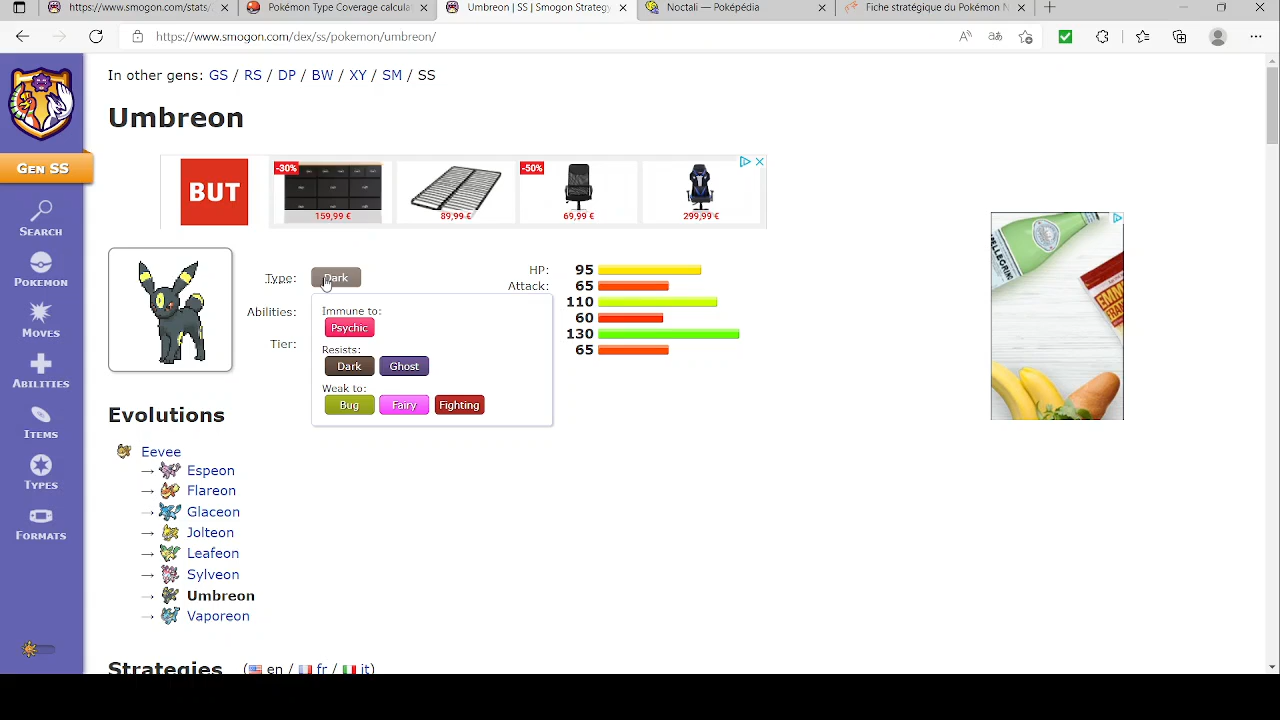 https://www.smogon.com/stats/
Pokémon Type Coverage calcula
Umbreon | SS | Smogon Strateg
Noctali — Poképédia
Fiche stratégique du Pokémon N
https://www.smogon.com/dex/ss/pokemon/umbreon/
In other gens: GS / RS / DP / BW / XY / SM / SS
Umbreon
GEN SS
BUT
-30%
159,99 €
89,99 €
-50%
69,99 €
299,99 €
SEARCH
POKEMON
MOVES
ABILITIES
ITEMS
TYPES
FORMATS
Type:
Dark
Abilities:
Tier:
Immune to:
Psychic
Resists:
Dark
Ghost
Weak to:
Bug
Fairy
Fighting
HP: 95
Attack: 65
110
60
130
65
Evolutions
Eevee
→ Espeon
→ Flareon
→ Glaceon
→ Jolteon
→ Leafeon
→ Sylveon
→ Umbreon
→ Vaporeon
Strategies (en / fr / it)